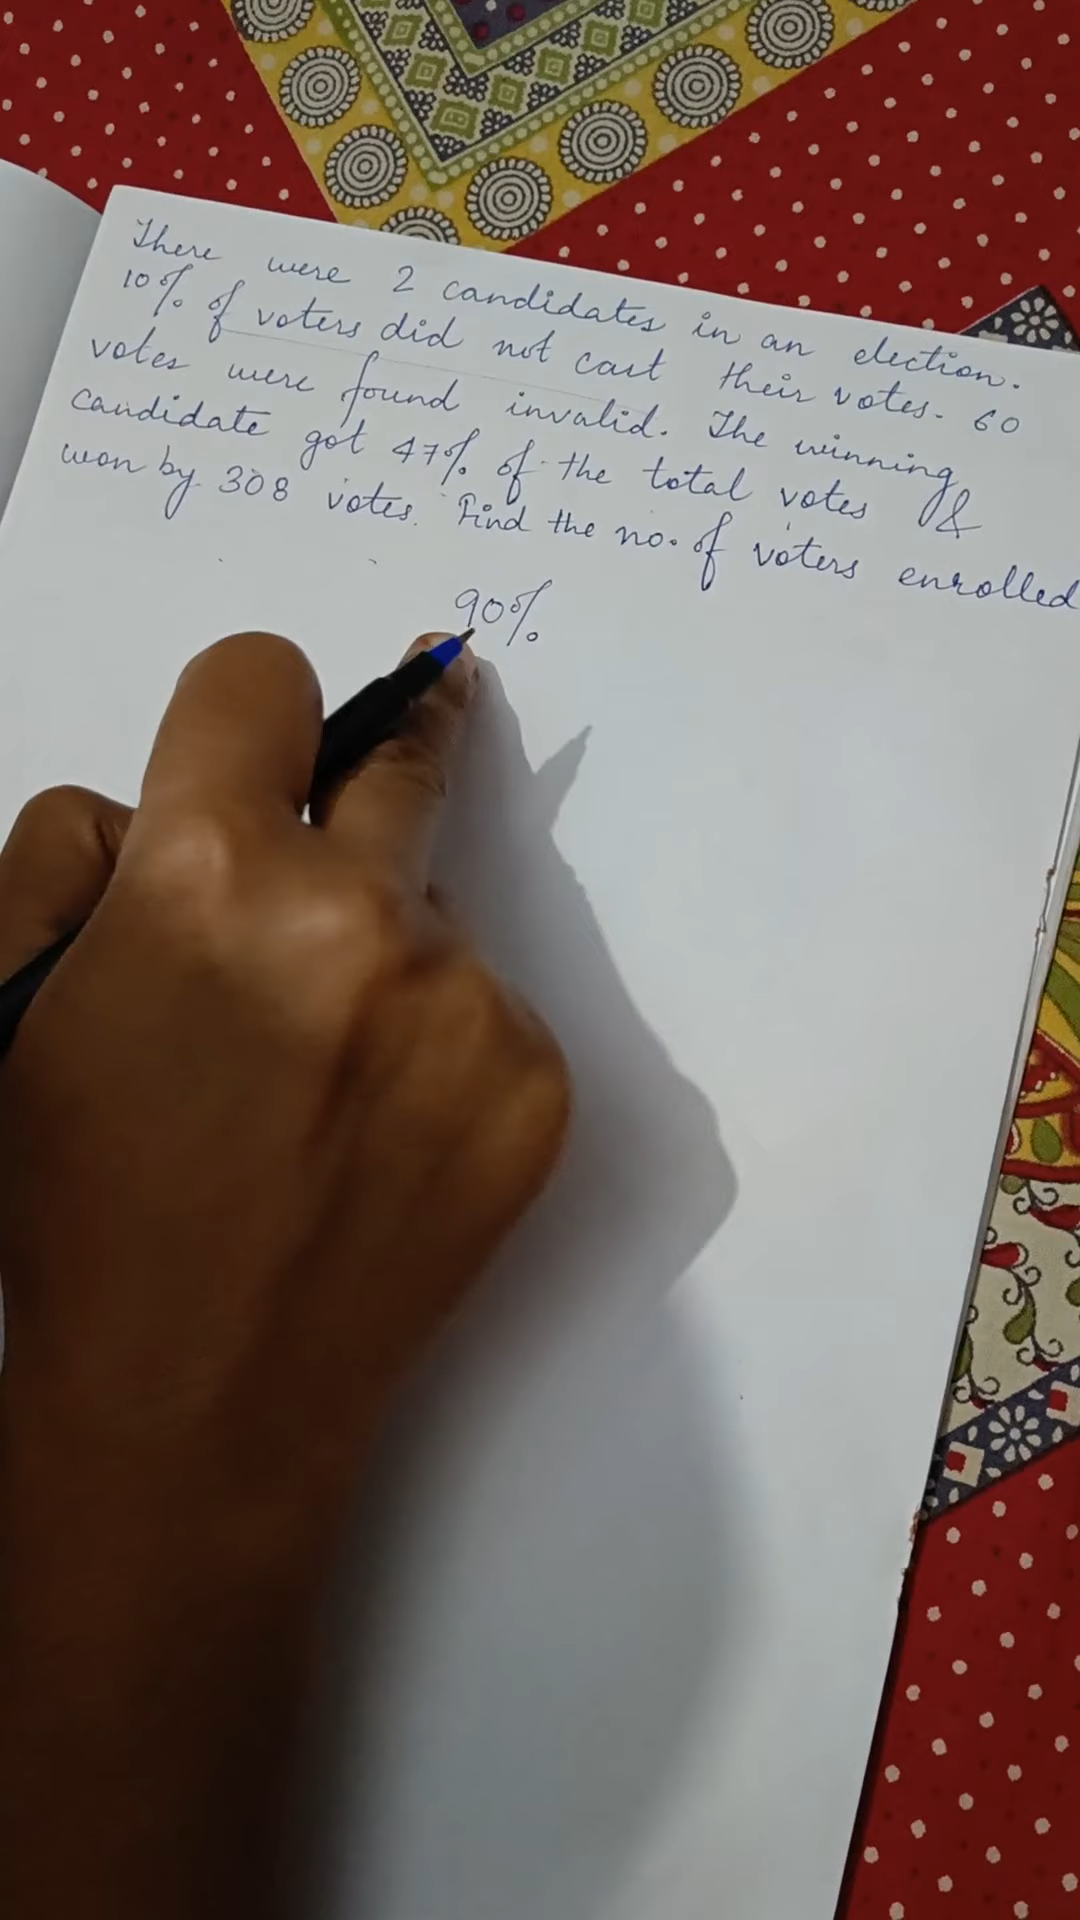 There were 2 candidates in an election.
10% of voters did not cast their votes. 60
votes were found invalid. The winning
candidate got 47% of the total votes &
won by 308 votes. Find the no. of voters enrolled
90%